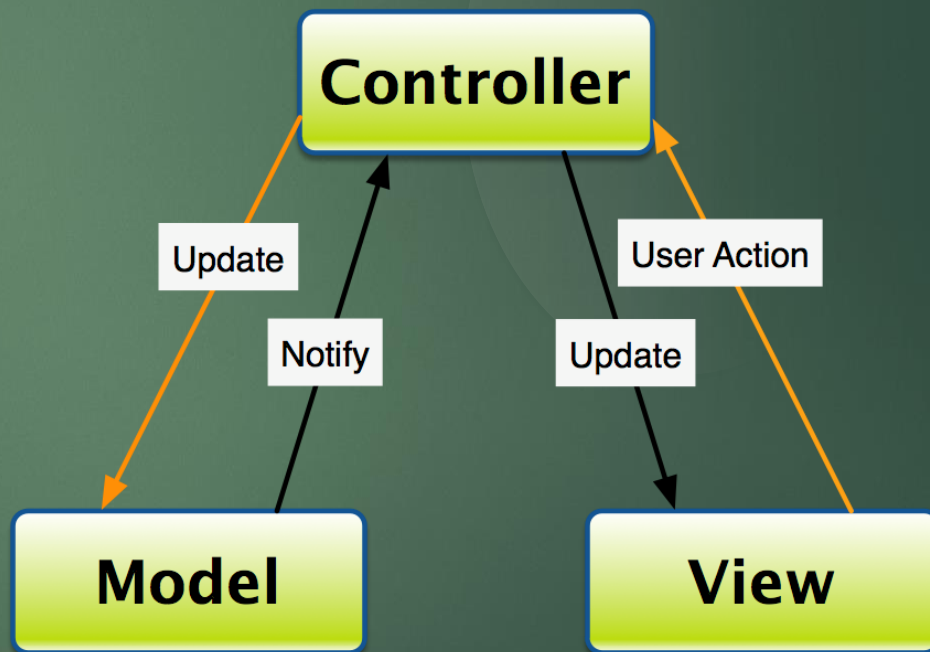 Controller
Update
User Action
Notify
Update
Model
View